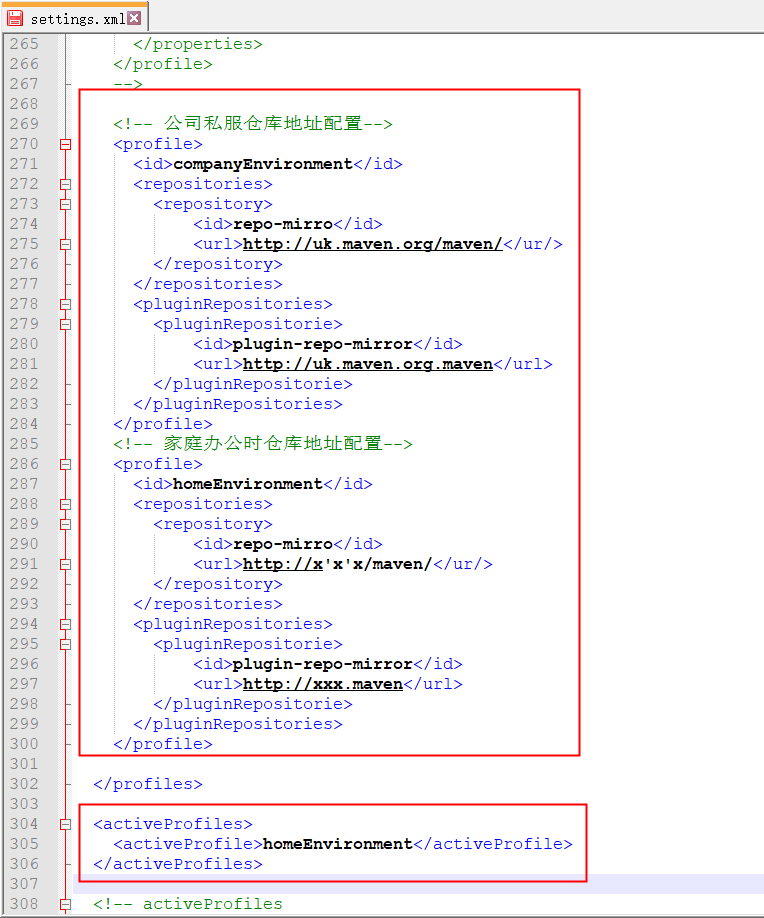 settings.xml
265 </properties>
266 </profile>
267 -->
268
269 <!-- 公司私服仓库地址配置-->
270 <profile>
271 <id>companyEnvironment</id>
272 <repositories>
273 <repository>
274 <id>repo-mirro</id>
275 <url>http://uk.maven.org/maven/</ur/>
276 </repository>
277 </repositories>
278 <pluginRepositories>
279 <pluginRepositorie>
280 <id>plugin-repo-mirror</id>
281 <url>http://uk.maven.org.maven</url>
282 </pluginRepositorie>
283 </pluginRepositories>
284 </profile>
285 <!-- 家庭办公时仓库地址配置-->
286 <profile>
287 <id>homeEnvironment</id>
288 <repositories>
289 <repository>
290 <id>repo-mirro</id>
291 <url>http://x'x'x/maven/</ur/>
292 </repository>
293 </repositories>
294 <pluginRepositories>
295 <pluginRepositorie>
296 <id>plugin-repo-mirror</id>
297 <url>http://xxx.maven</url>
298 </pluginRepositorie>
299 </pluginRepositories>
300 </profile>
301
302 </profiles>
303
304 <activeProfiles>
305 <activeProfile>homeEnvironment</activeProfile>
306 </activeProfiles>
307
308 <!-- activeProfiles